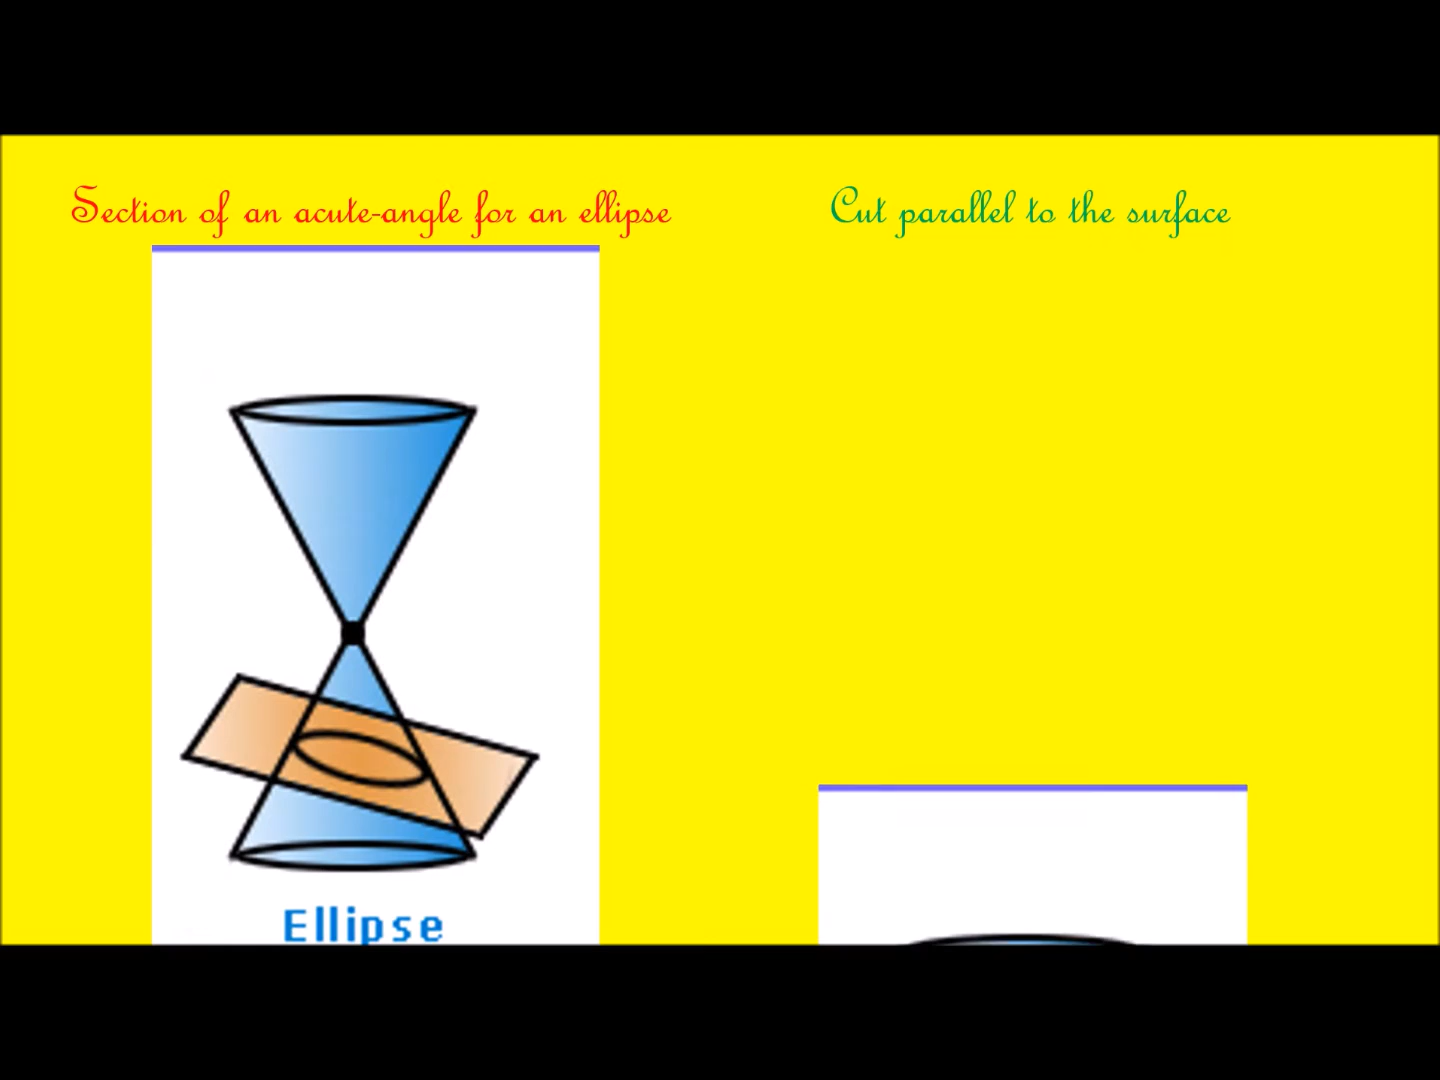 Section of an acute-angle for an ellipse
Cut parallel to the surface
Ellipse